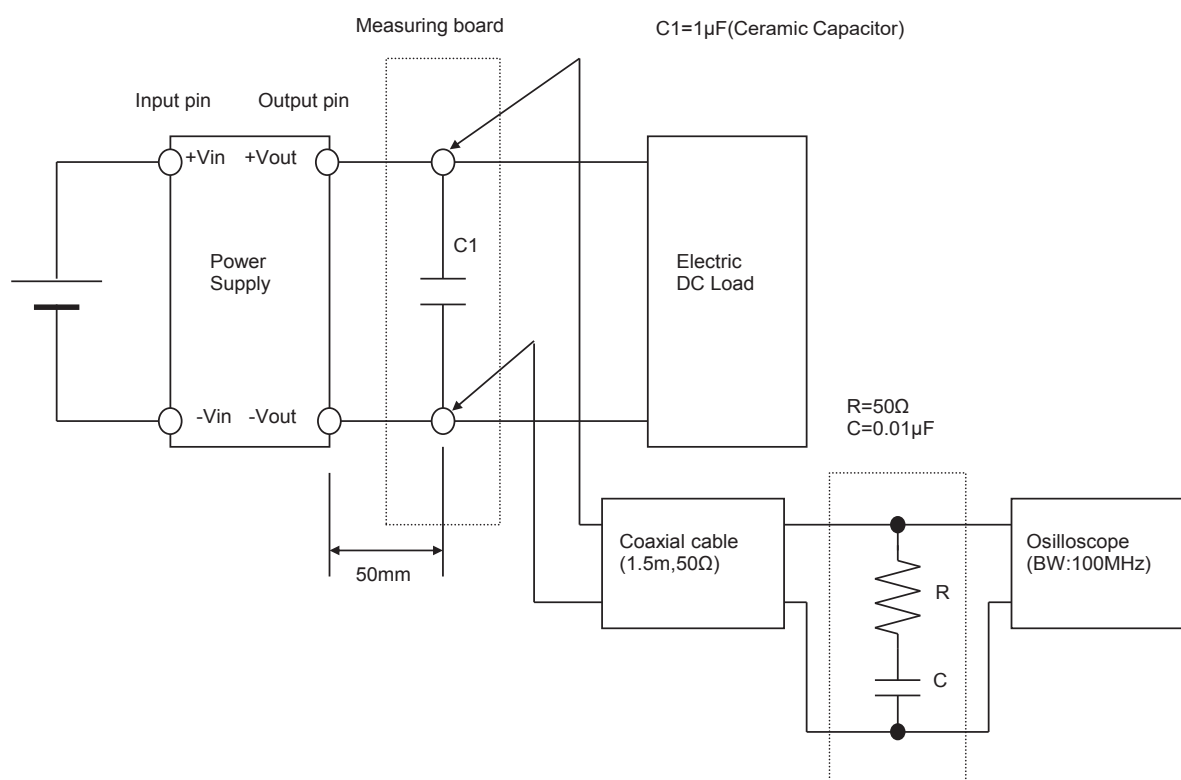 Measuring board
C1=1µF(Ceramic Capacitor)
Input pin
Output pin
+Vin
+Vout
C1
Power
Supply
Electric
DC Load
-Vin
-Vout
R=50Ω
C=0.01µF
50mm
Coaxial cable
(1.5m,50Ω)
R
C
Osilloscope
(BW:100MHz)